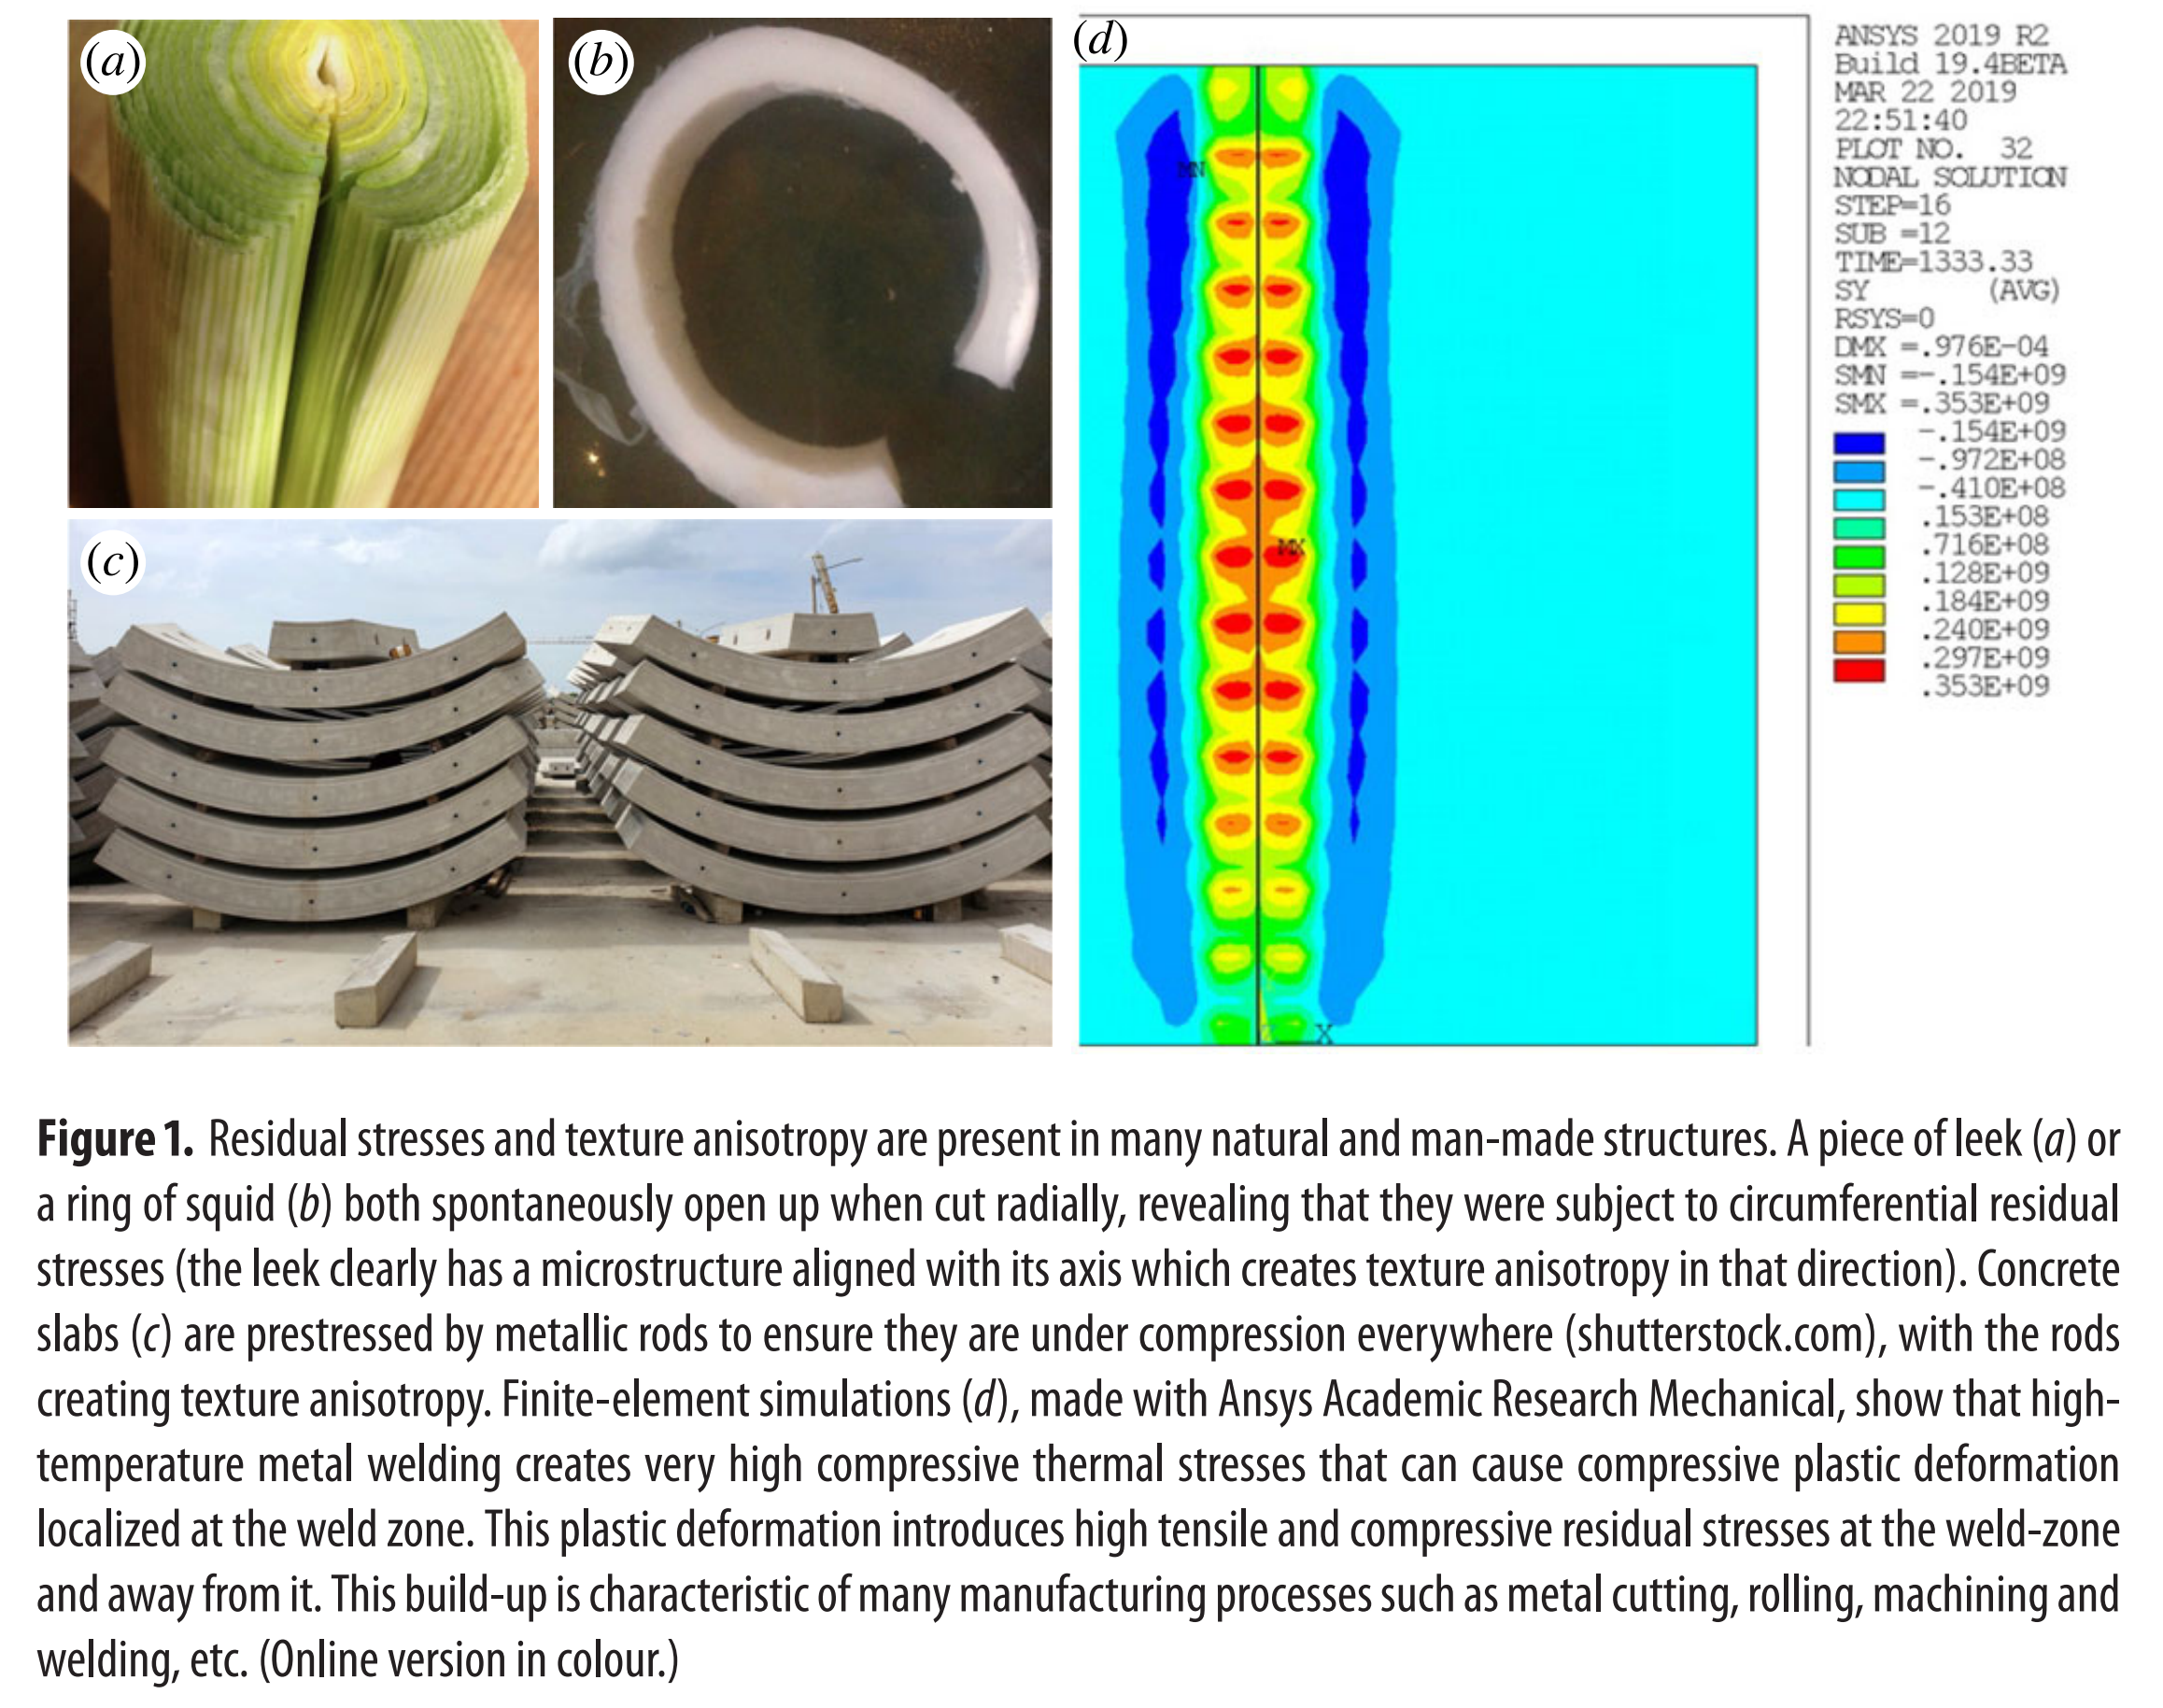 (a)
(b)
(c)
(d)
ANSYS 2019 R2
Build 19.4BETA
MAR 22 2019
22:51:40
PLOT NO. 32
NODAL SOLUTION
STEP=16
SUB =12
TIME=1333.33
SY (AVG)
RSYS=0
DMX =.976E-04
SMN =-.154E+09
SMX =.353E+09
-.154E+09
-.972E+08
-.410E+08
.153E+08
.716E+08
.128E+09
.184E+09
.240E+09
.297E+09
.353E+09
MN
MX
X
Figure 1. Residual stresses and texture anisotropy are present in many natural and man-made structures. A piece of leek (a) or
a ring of squid (b) both spontaneously open up when cut radially, revealing that they were subject to circumferential residual
stresses (the leek clearly has a microstructure aligned with its axis which creates texture anisotropy in that direction). Concrete
slabs (c) are prestressed by metallic rods to ensure they are under compression everywhere (shutterstock.com), with the rods
creating texture anisotropy. Finite-element simulations (d), made with Ansys Academic Research Mechanical, show that high-
temperature metal welding creates very high compressive thermal stresses that can cause compressive plastic deformation
localized at the weld zone. This plastic deformation introduces high tensile and compressive residual stresses at the weld-zone
and away from it. This build-up is characteristic of many manufacturing processes such as metal cutting, rolling, machining and
welding, etc. (Online version in colour.)